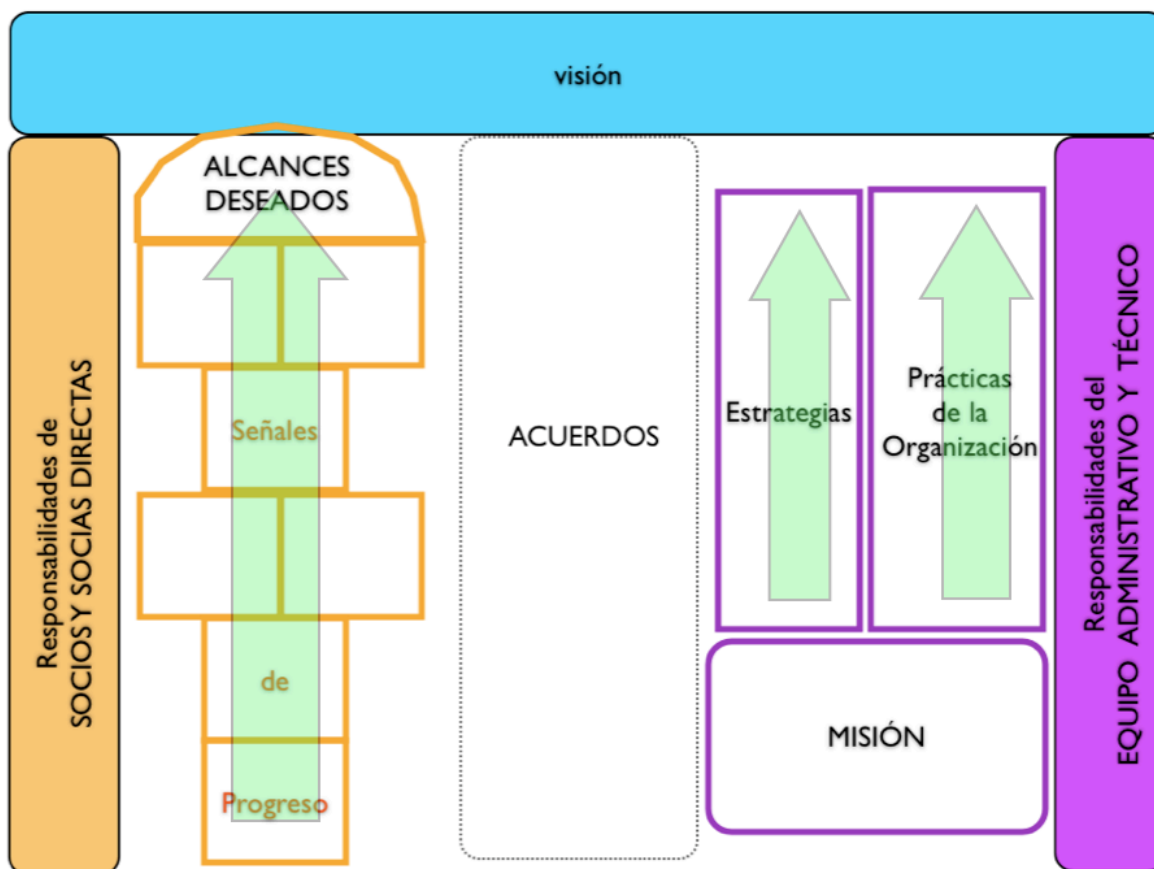 visión
Responsabilidades de
SOCIOS Y SOCIAS DIRECTAS
ALCANCES
DESEADOS
Señales
de
Progreso
ACUERDOS
Estrategias
Prácticas
de la
Organización
MISIÓN
Responsabilidades del
EQUIPO ADMINISTRATIVO Y TÉCNICO